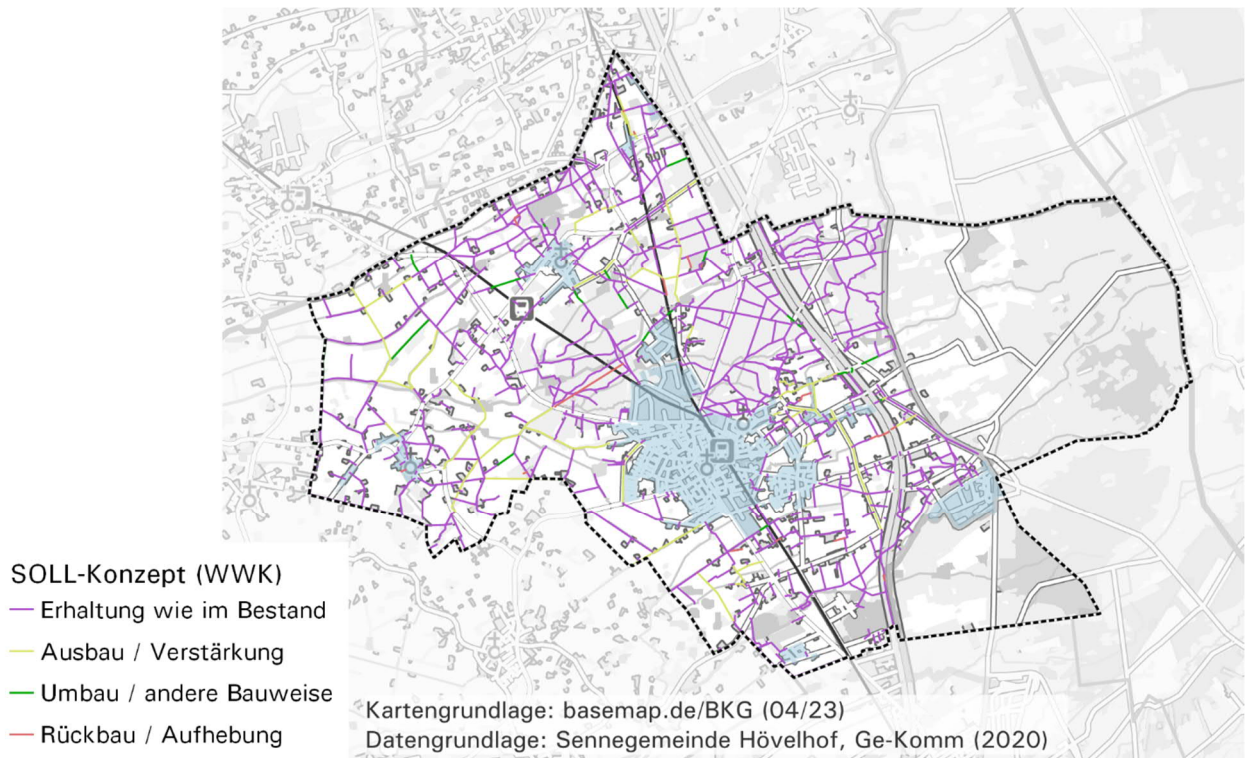 SOLL-Konzept (WWK)
Erhaltung wie im Bestand
Ausbau / Verstärkung
Umbau / andere Bauweise
Rückbau / Aufhebung
Kartengrundlage: basemap.de/BKG (04/23)
Datengrundlage: Sennegemeinde Hövelhof, Ge-Komm (2020)